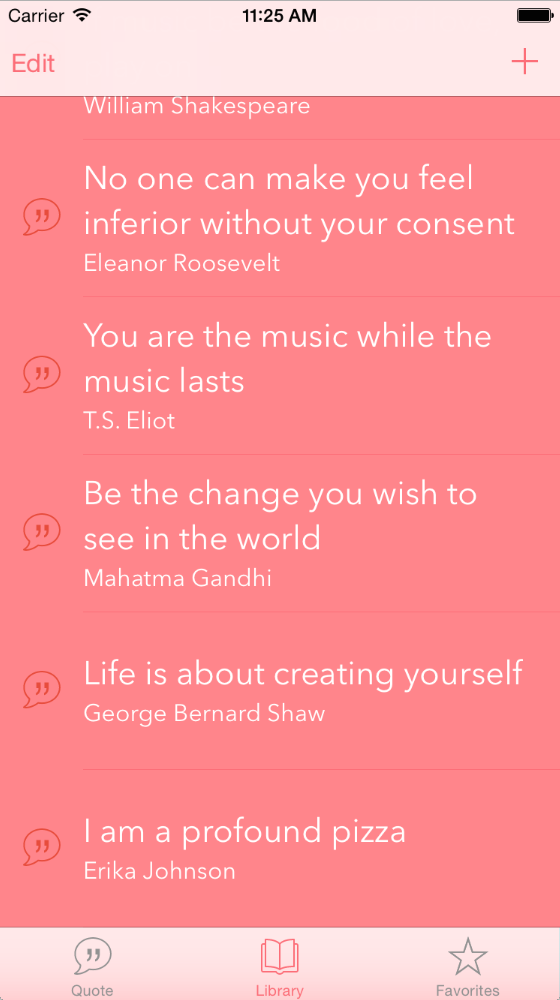 Carrier 11:25 AM
Edit
William Shakespeare
No one can make you feel
inferior without your consent
Eleanor Roosevelt
You are the music while the
music lasts
T.S. Eliot
Be the change you wish to
see in the world
Mahatma Gandhi
Life is about creating yourself
George Bernard Shaw
I am a profound pizza
Erika Johnson
Quote Library Favorites